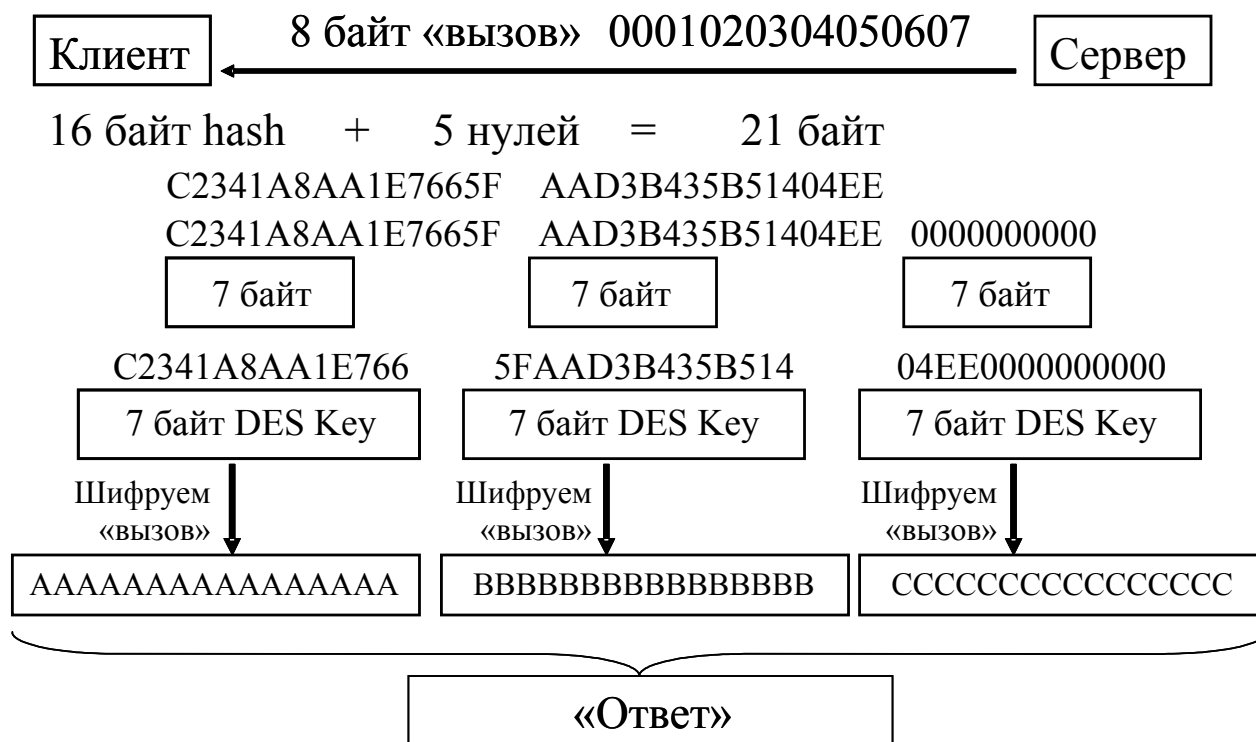 Клиент 8 байт «вызов» 0001020304050607 Сервер
16 байт hash + 5 нулей = 21 байт
C2341A8AA1E7665F AAD3B435B51404EE
C2341A8AA1E7665F AAD3B435B51404EE 0000000000
7 байт 7 байт 7 байт
C2341A8AA1E766 5FAAD3B435B514 04EE0000000000
7 байт DES Key 7 байт DES Key 7 байт DES Key
Шифруем Шифруем Шифруем
«вызов» «вызов» «вызов»
AAAAAAAAAAAAAAAA BBBBBBBBBBBBBBBB CCCCCCCCCCCCCCCC
«Ответ»